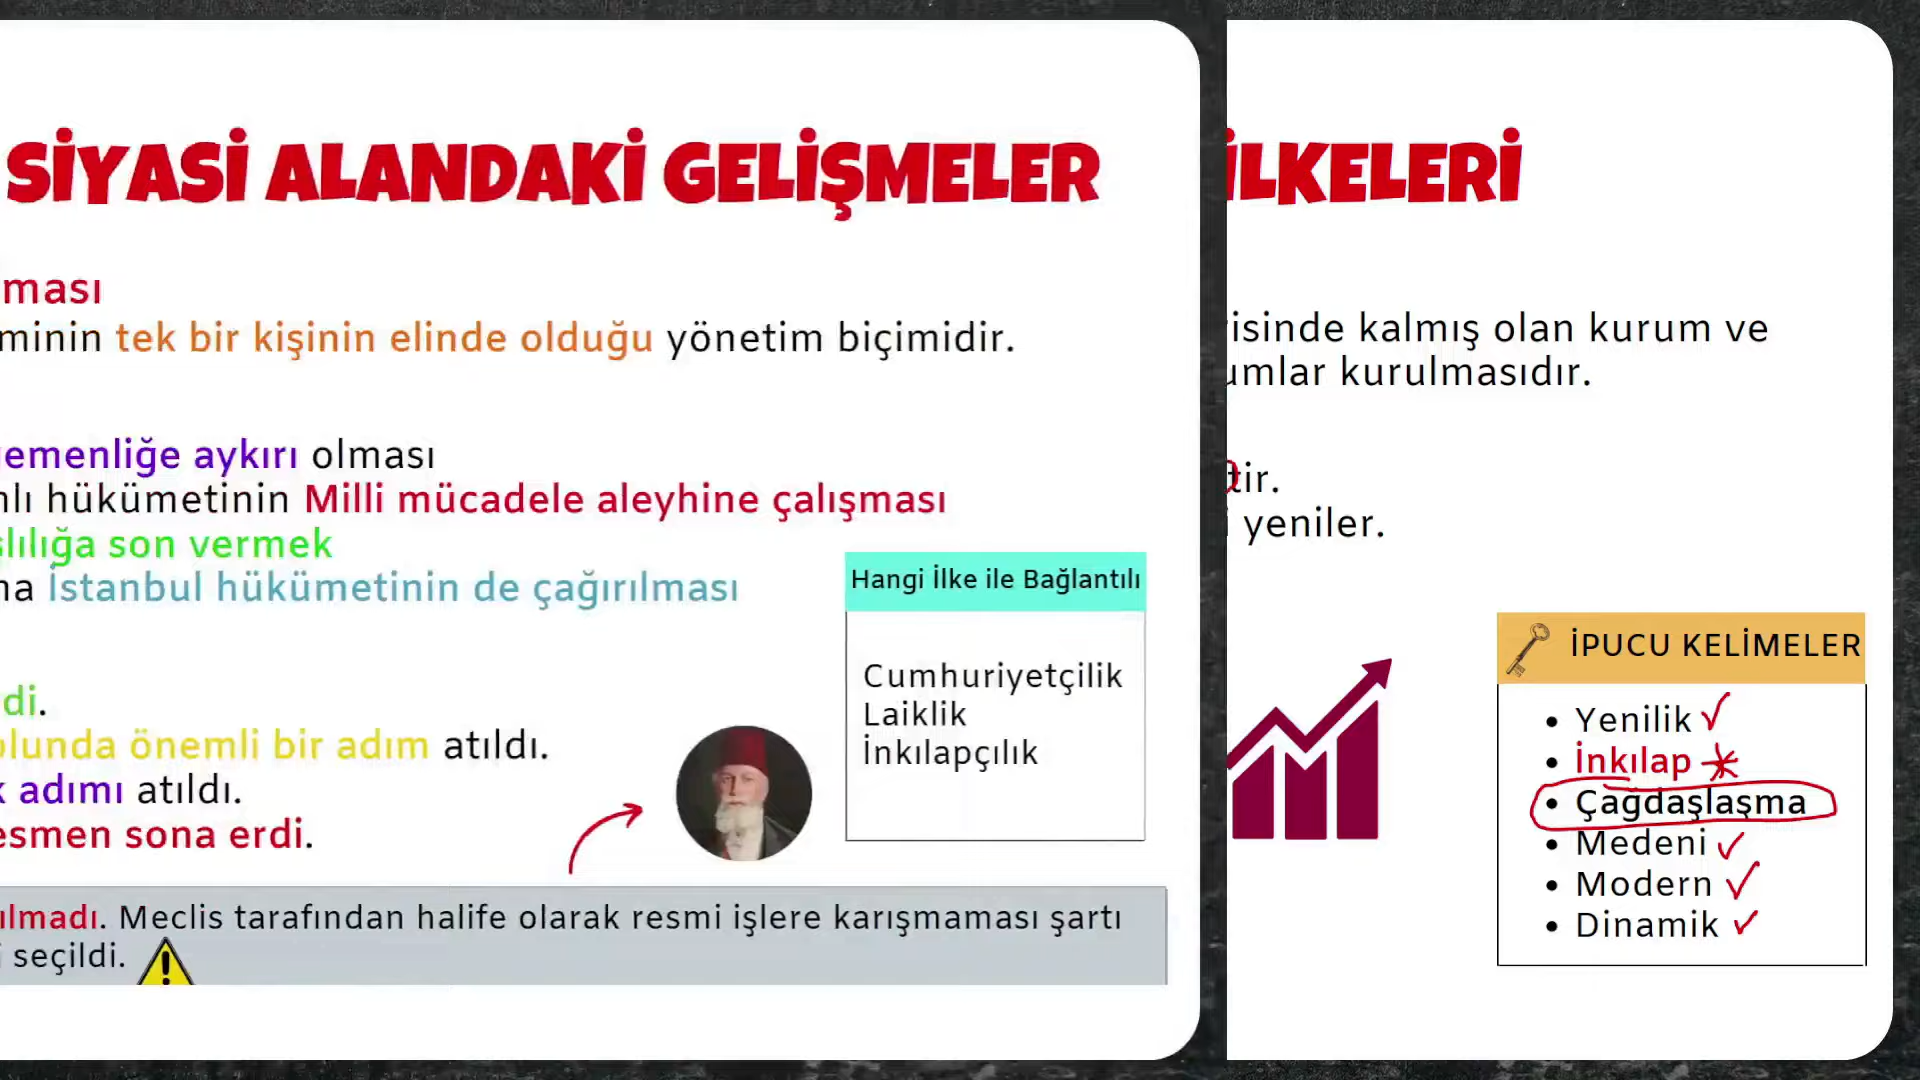 SİYASİ ALANDAKİ GELİŞMELER
ması
minin tek bir kişinin elinde olduğu yönetim biçimidir.
emenliğe aykırı olması
lı hükümetinin Milli mücadele aleyhine çalışması
lılığa son vermek
na İstanbul hükümetinin de çağırılması
Hangi İlke ile Bağlantılı
Cumhuriyetçilik
Laiklik
İnkılapçılık
di.
olunda önemli bir adım atıldı.
k adımı atıldı.
esmen sona erdi.
ılmadı. Meclis tarafından halife olarak resmi işlere karışmaması şartı
i seçildi.
İLKELERİ
risinde kalmış olan kurum ve
umlar kurulmasıdır.
tir.
i yeniler.
İPUCU KELİMELER
• Yenilik
• İnkılap
• Çağdaşlaşma
• Medeni
• Modern
• Dinamik